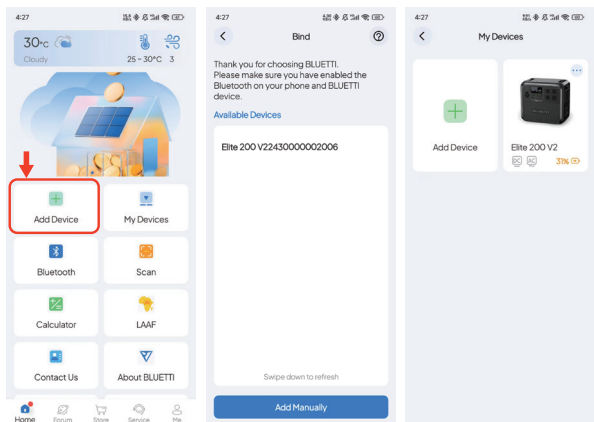 4:27
30°C
Cloudy
25 - 30°C 3
Add Device
My Devices
Bluetooth
Scan
Calculator
LAAF
Contact Us
About BLUETTI
Home
Forum
Store
Service
Me
4:27
Bind
Thank you for choosing BLUETTI.
Please make sure you have enabled the
Bluetooth on your phone and BLUETTI
device.
Available Devices
Elite 200 V22430000002006
Swipe down to refresh
Add Manually
4:27
My Devices
Add Device
Elite 200 V2
DC AC 31%